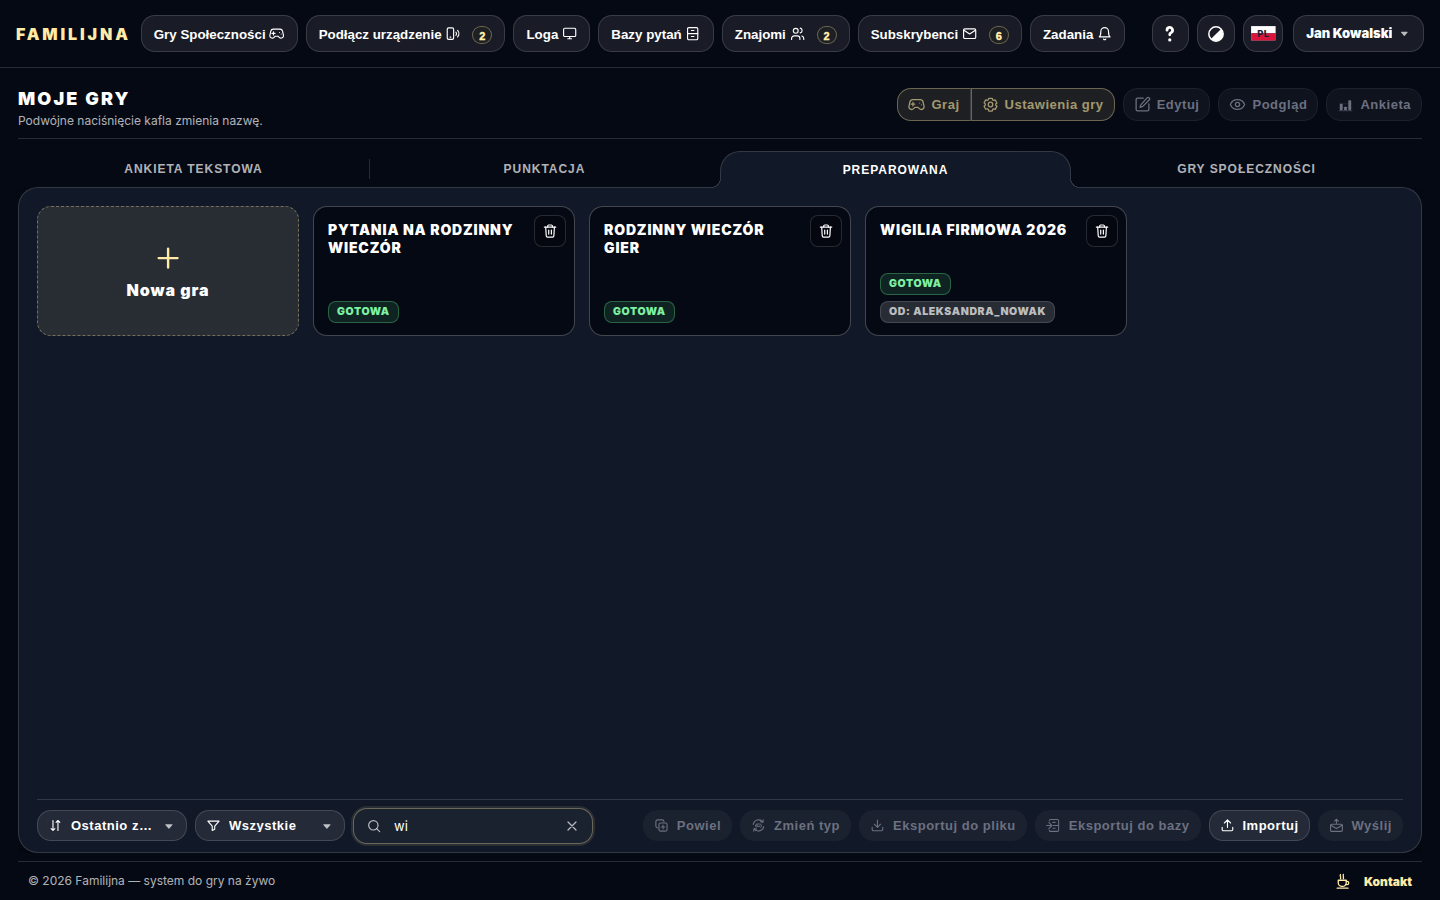 FAMILIJNA
Gry Społeczności
Podłącz urządzenie 2
Loga
Bazy pytań
Znajomi 2
Subskrybenci 6
Zadania
?
PL
Jan Kowalski
MOJE GRY
Podwójne naciśnięcie kafla zmienia nazwę.
Graj
Ustawienia gry
Edytuj
Podgląd
Ankieta
ANKIETA TEKSTOWA
PUNKTACJA
PREPAROWANA
GRY SPOŁECZNOŚCI
Nowa gra
PYTANIA NA RODZINNY
WIECZÓR
GOTOWA
RODZINNY WIECZÓR
GIER
GOTOWA
WIGILIA FIRMOWA 2026
GOTOWA
OD: ALEKSANDRA_NOWAK
Ostatnio z...
Wszystkie
wi
Powiel
Zmień typ
Eksportuj do pliku
Eksportuj do bazy
Importuj
Wyślij
© 2026 Familijna — system do gry na żywo
Kontakt